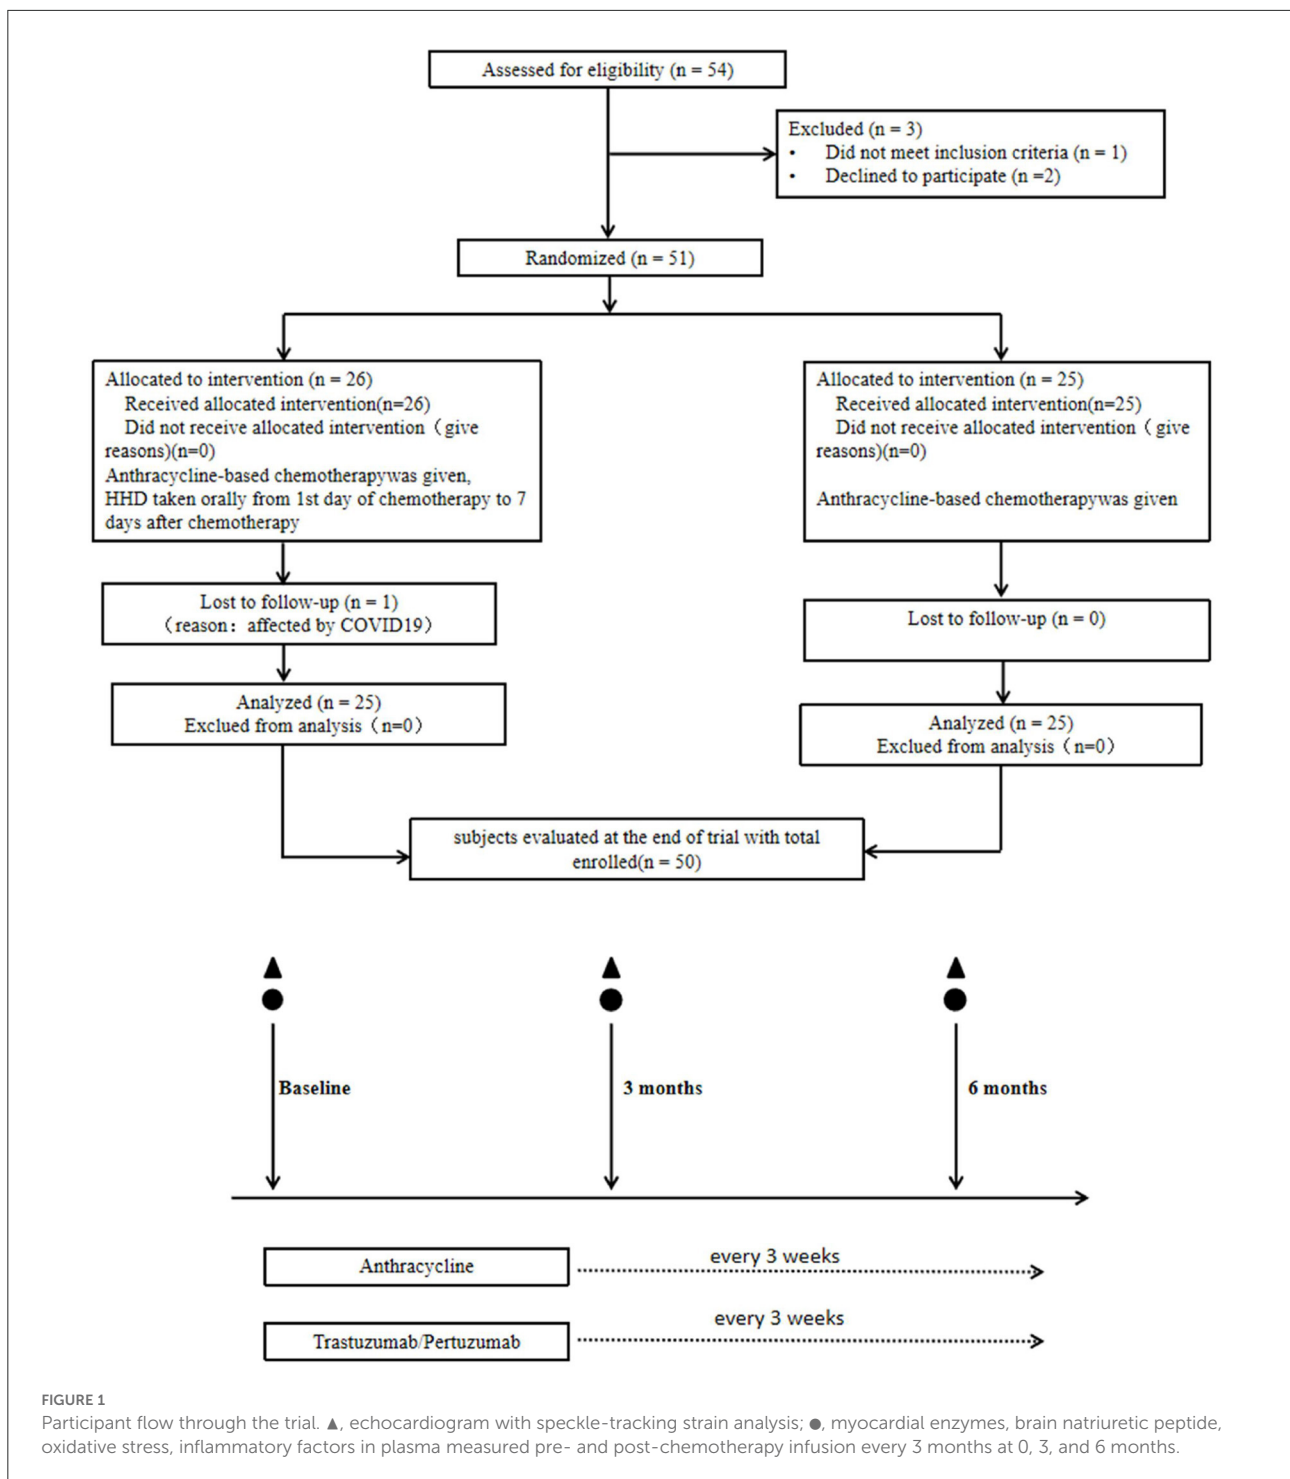 Assessed for eligibility (n = 54)
Excluded (n = 3)
• Did not meet inclusion criteria (n = 1)
• Declined to participate (n =2)
Randomized (n = 51)
Allocated to intervention (n = 26)
Received allocated intervention(n=26)
Did not receive allocated intervention（give
reasons)(n=0)
Anthracycline-based chemotherapywas given,
HHD taken orally from 1st day of chemotherapy to 7
days after chemotherapy
Allocated to intervention (n = 25)
Received allocated intervention(n=25)
Did not receive allocated intervention（give
reasons)(n=0)
Anthracycline-based chemotherapywas given
Lost to follow-up (n = 1)
（reason：affected by COVID19）
Lost to follow-up (n = 0)
Analyzed (n = 25)
Exclued from analysis（n=0）
Analyzed (n = 25)
Exclued from analysis（n=0）
subjects evaluated at the end of trial with total
enrolled(n = 50)
Baseline
3 months
6 months
Anthracycline
every 3 weeks
Trastuzumab/Pertuzumab
every 3 weeks
FIGURE 1
Participant flow through the trial. ▲, echocardiogram with speckle-tracking strain analysis; ●, myocardial enzymes, brain natriuretic peptide,
oxidative stress, inflammatory factors in plasma measured pre- and post-chemotherapy infusion every 3 months at 0, 3, and 6 months.